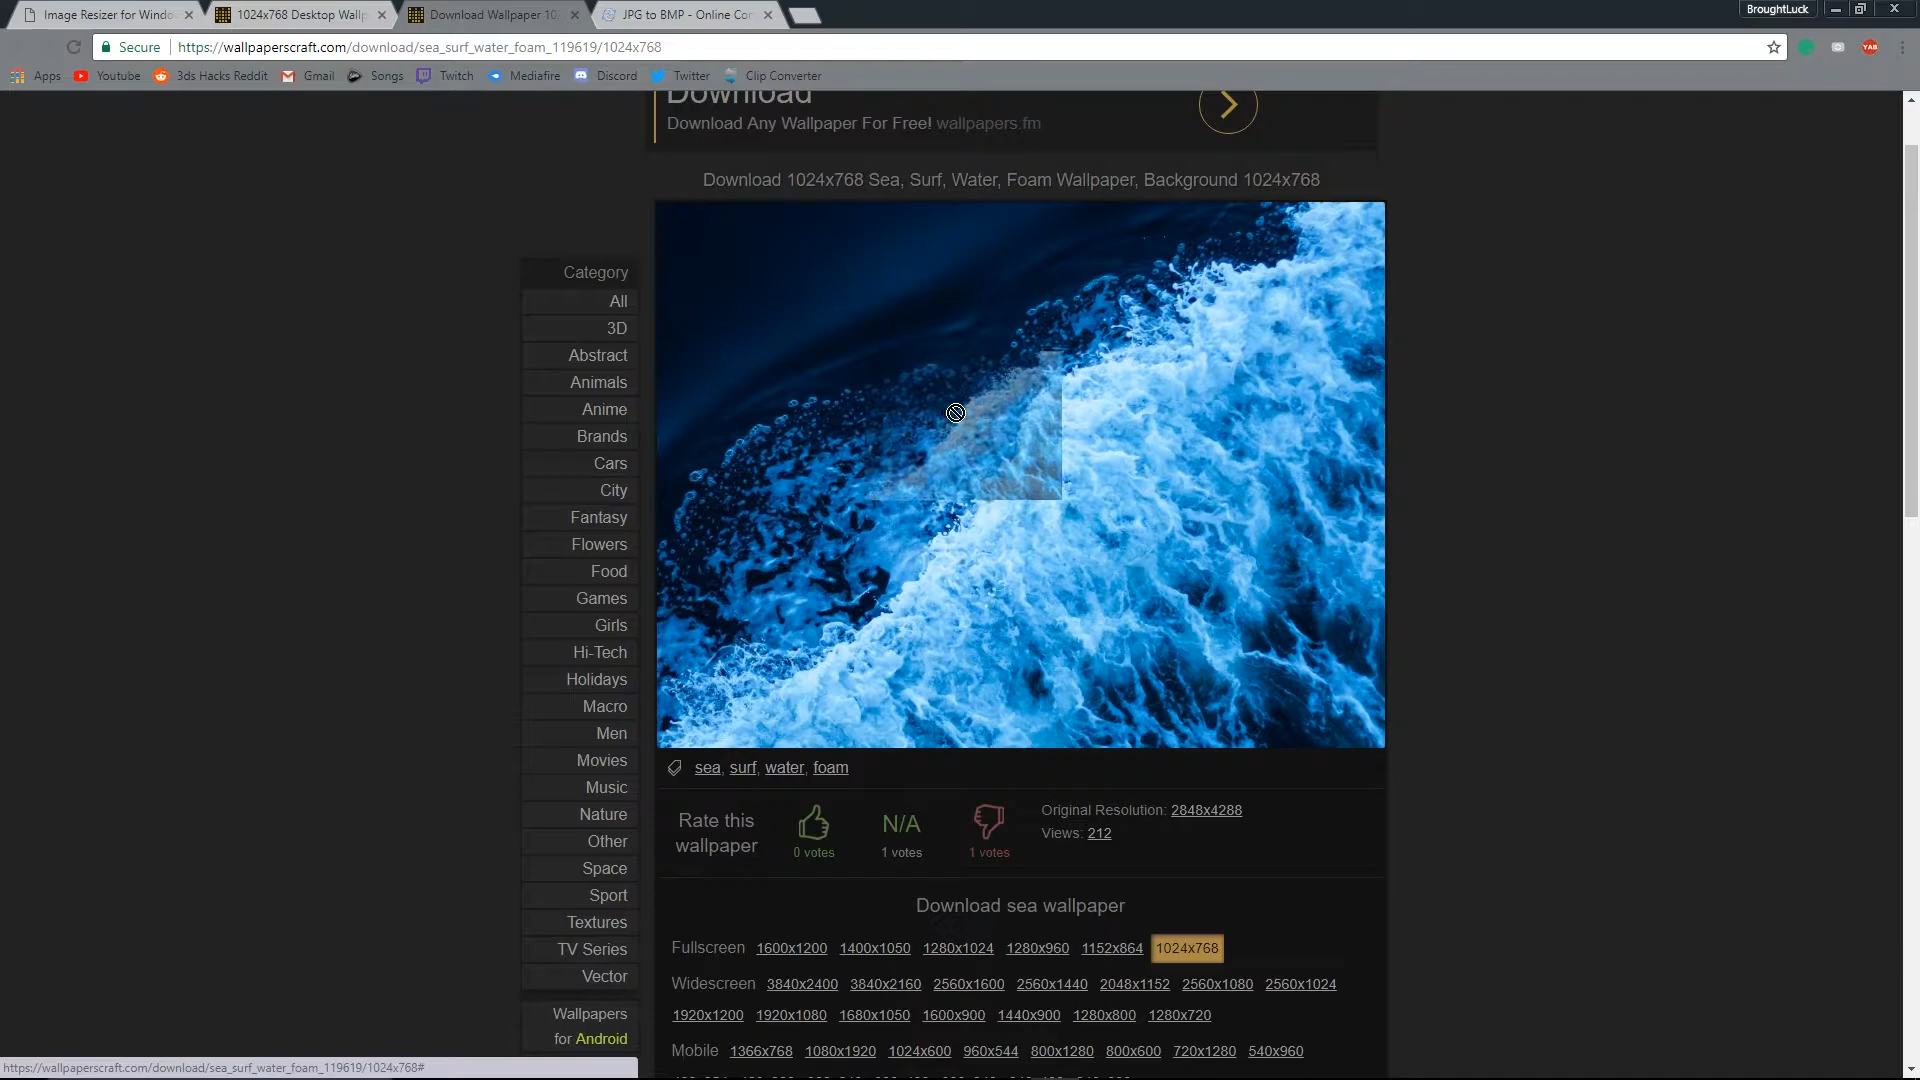 Image Resizer for Windo
1024x768 Desktop Wallp
Download Wallpaper 10
JPG to BMP - Online Con
BroughtLuck
Secure
https://wallpaperscraft.com/download/sea_surf_water_foam_119619/1024x768
YAB
Apps
Youtube
3ds Hacks Reddit
Gmail
Songs
Twitch
Mediafire
Discord
Twitter
Clip Converter
Download
Download Any Wallpaper For Free! wallpapers.fm
Download 1024x768 Sea, Surf, Water, Foam Wallpaper, Background 1024x768
Category
All
3D
Abstract
Animals
Anime
Brands
Cars
City
Fantasy
Flowers
Food
Games
Girls
Hi-Tech
Holidays
Macro
Men
Movies
Music
Nature
Other
Space
Sport
Textures
TV Series
Vector
Wallpapers
for Android
sea, surf, water, foam
Rate this
wallpaper
0 votes
N/A
1 votes
1 votes
Original Resolution: 2848x4288
Views: 212
Download sea wallpaper
Fullscreen 1600x1200 1400x1050 1280x1024 1280x960 1152x864 1024x768
Widescreen 3840x2400 3840x2160 2560x1600 2560x1440 2048x1152 2560x1080 2560x1024
1920x1200 1920x1080 1680x1050 1600x900 1440x900 1280x800 1280x720
Mobile 1366x768 1080x1920 1024x600 960x544 800x1280 800x600 720x1280 540x960
https://wallpaperscraft.com/download/sea_surf_water_foam_119619/1024x768#